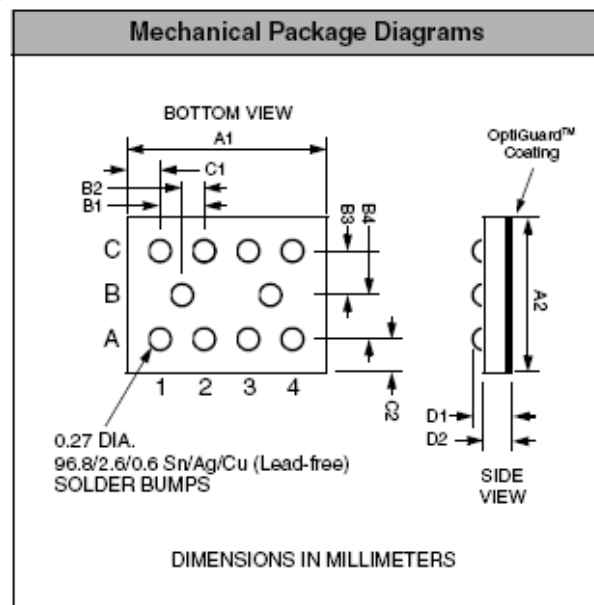 Mechanical Package Diagrams
BOTTOM VIEW
A1
OptiGuard™
Coating
C1
B2
B1
B3
B4
C
B
A
A2
1 2 3 4
C2
D1
D2
0.27 DIA.
96.8/2.6/0.6 Sn/Ag/Cu (Lead-free)
SOLDER BUMPS
SIDE
VIEW
DIMENSIONS IN MILLIMETERS